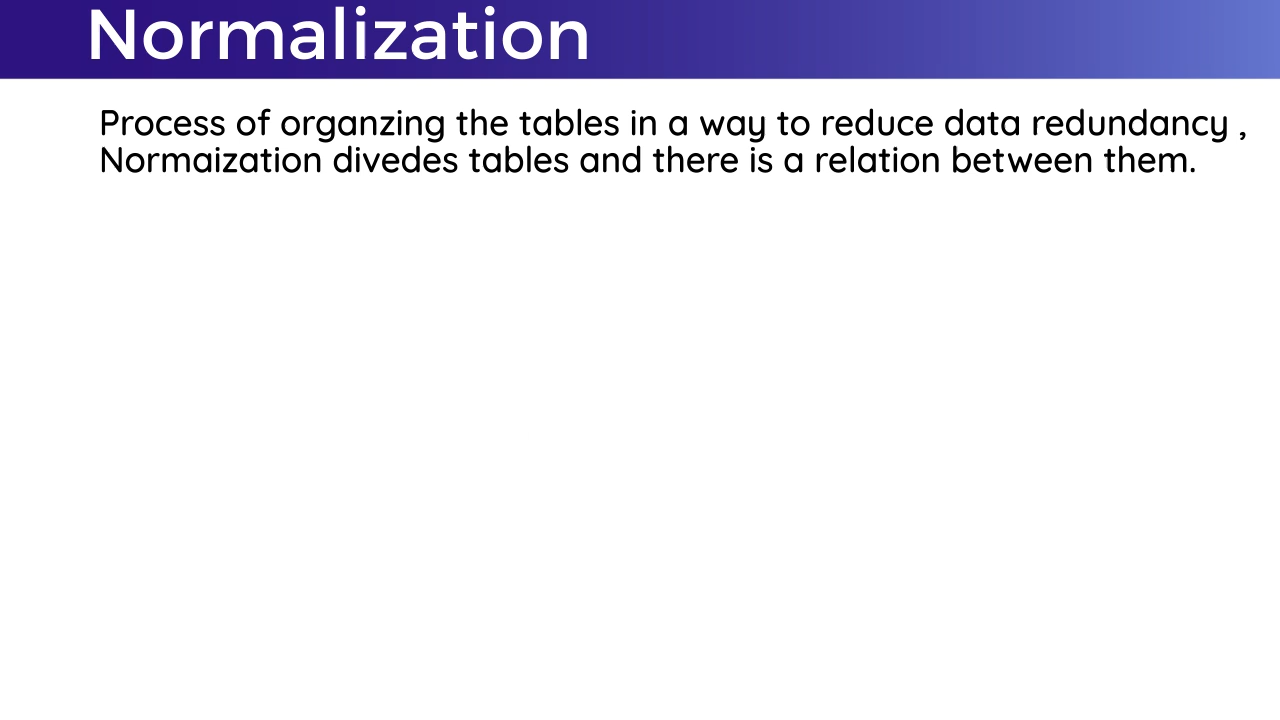 Normalization
Process of organzing the tables in a way to reduce data redundancy ,
Normaization divedes tables and there is a relation between them.